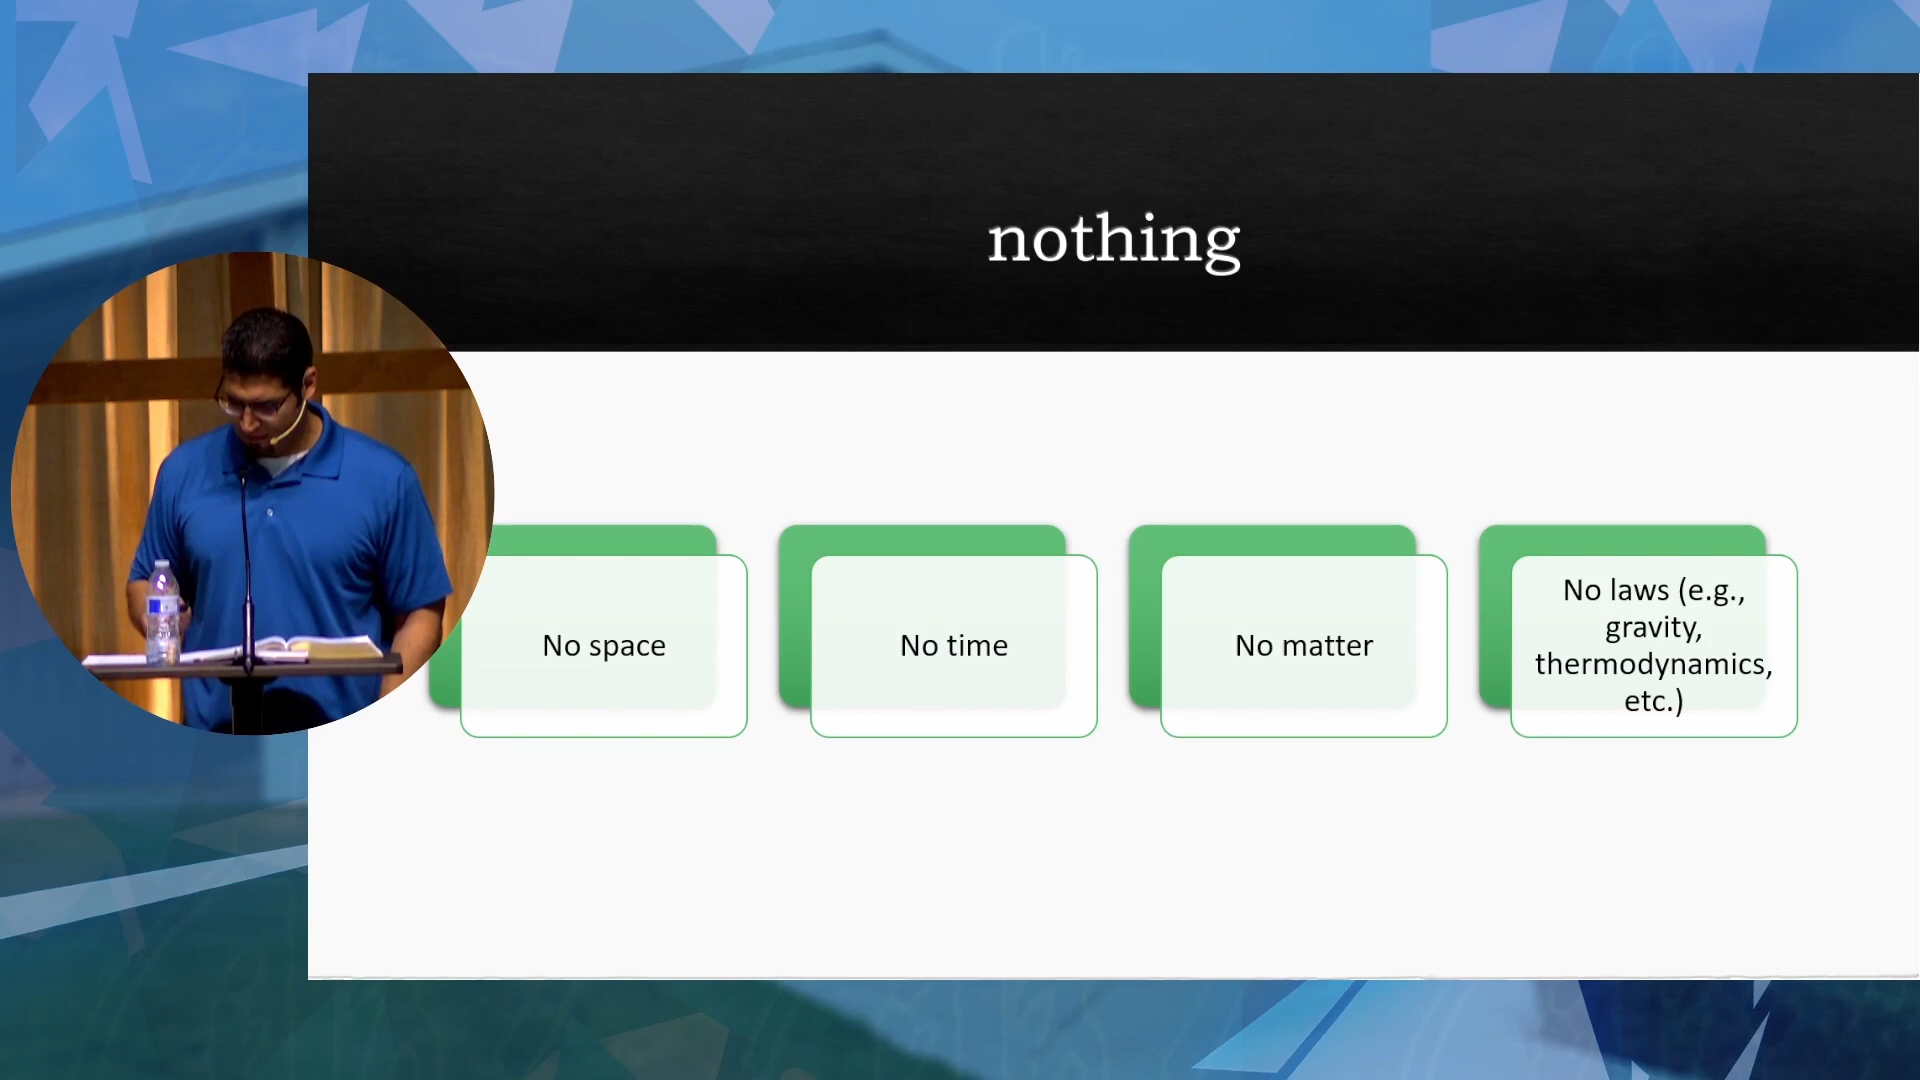 nothing
No space
No time
No matter
No laws (e.g.,
gravity,
thermodynamics,
etc.)